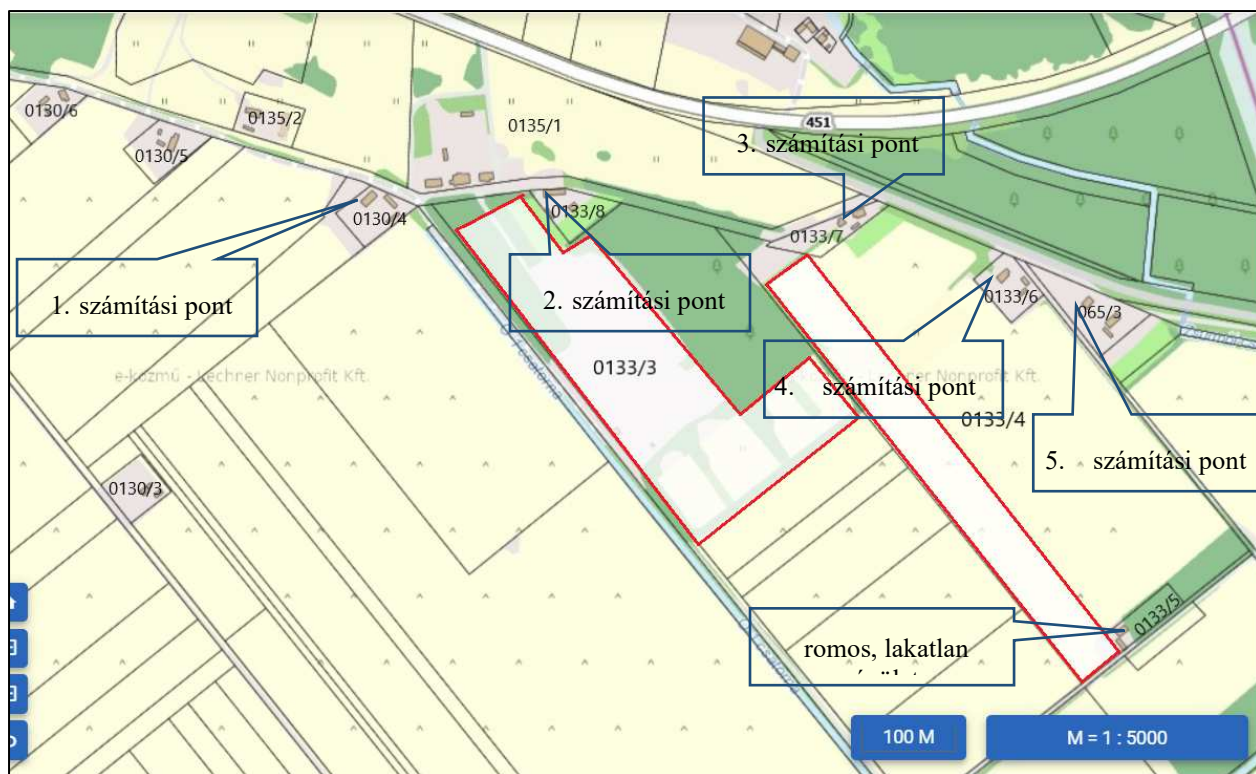 0130/6
0135/2
0135/1
0130/5
451
3. számítási pont
0130/4
0133/8
0133/7
1. számítási pont
2. számítási pont
0133/6
065/3
0133/3
e-közmű - Lechner Nonprofit Kft.
4. számítási pont
Lechner Nonprofit Kft.
0133/4
5. számítási pont
0130/3
0133/5
romos, lakatlan
100 M
M = 1 : 5000